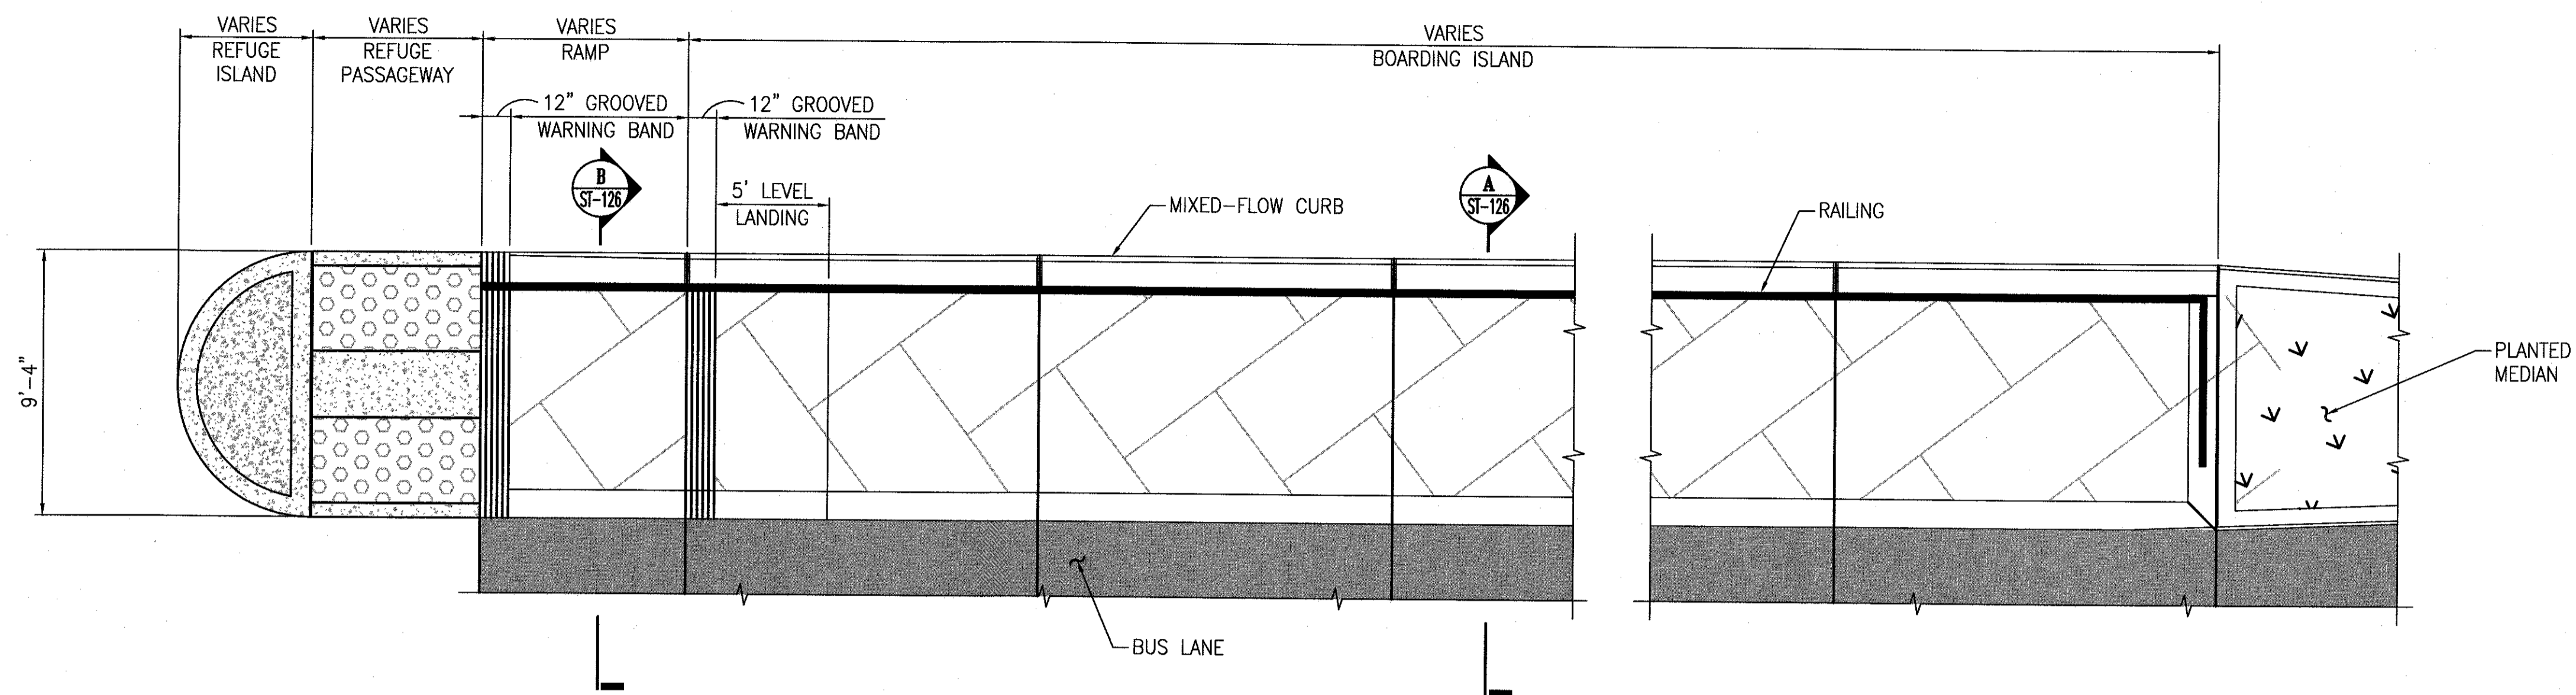 VARIES
REFUGE
ISLAND
VARIES
REFUGE
PASSAGEWAY
VARIES
RAMP
VARIES
BOARDING ISLAND
12" GROOVED
WARNING BAND
12" GROOVED
WARNING BAND
B
ST-126
5' LEVEL
LANDING
MIXED-FLOW CURB
A
ST-126
RAILING
9'-4"
PLANTED
MEDIAN
BUS LANE